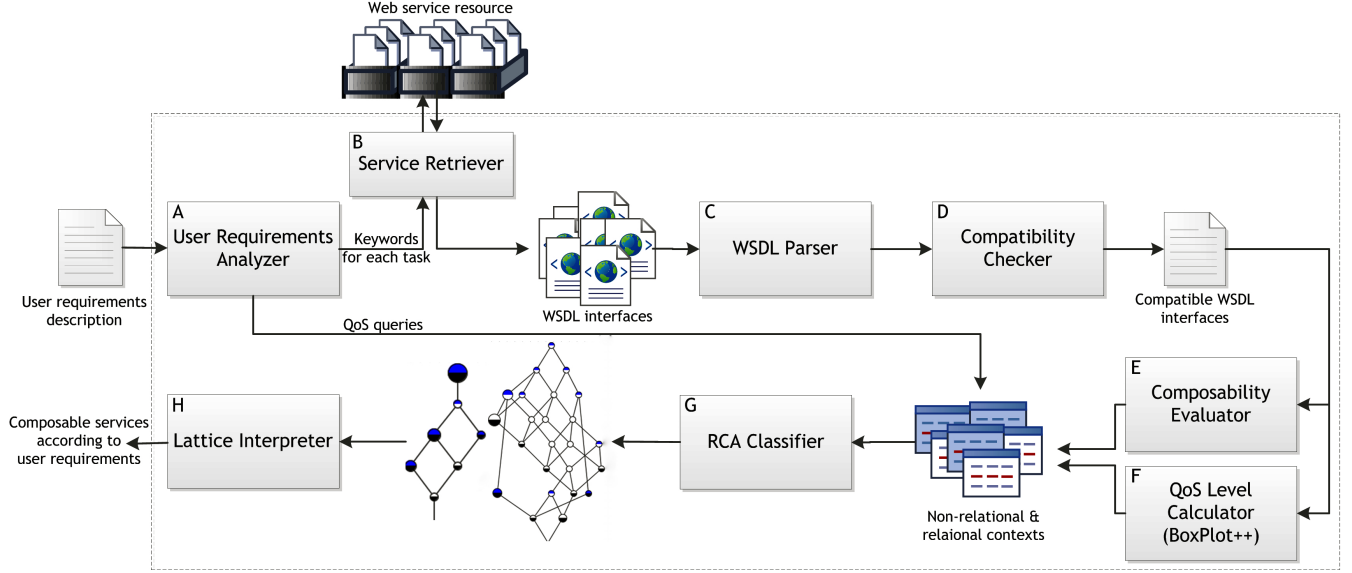 Web service resource
B
Service Retriever
A
User Requirements
Analyzer
Keywords
for each task
C
WSDL Parser
D
Compatibility
Checker
User requirements
description
WSDL interfaces
Compatible WSDL
interfaces
QoS queries
E
Composability
Evaluator
H
Lattice Interpreter
G
RCA Classifier
Composable services
according to
user requirements
F
QoS Level
Calculator
(BoxPlot++)
Non-relational &
relaional contexts